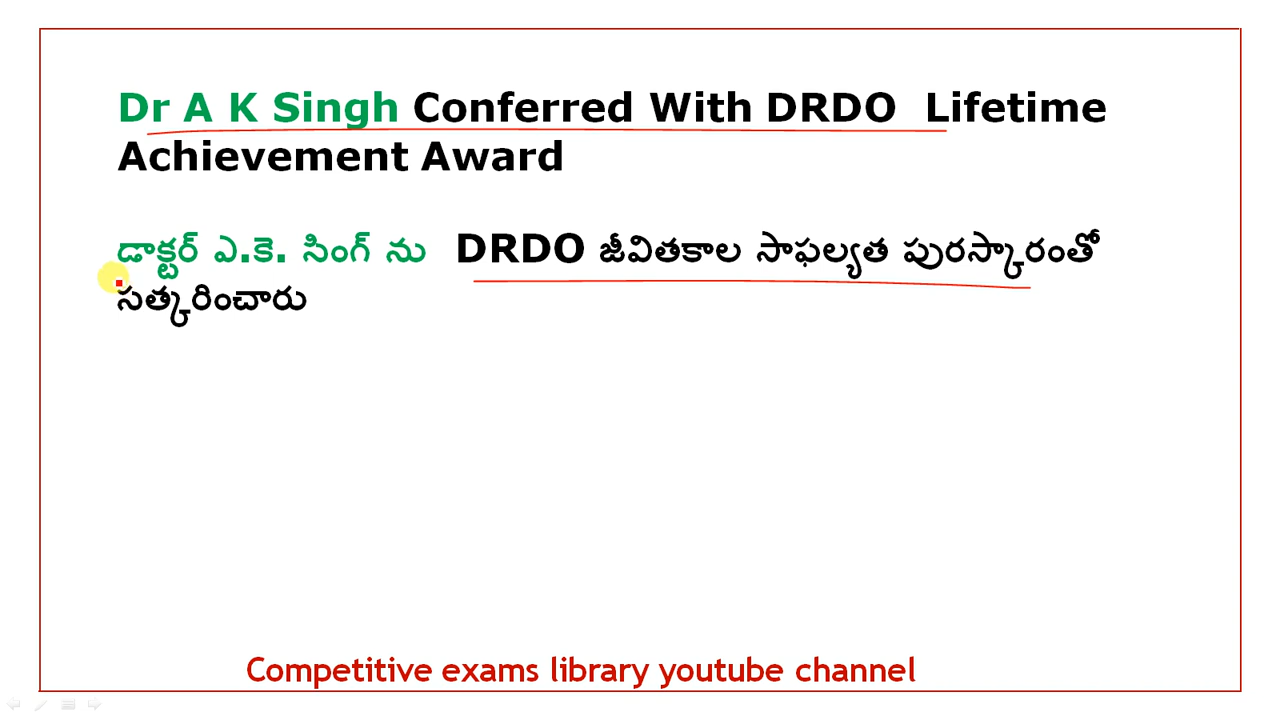 Dr A K Singh Conferred With DRDO Lifetime
Achievement Award
డాక్టర్ ఎ.కె. సింగ్ ను DRDO జీవితకాల సాఫల్యత పురస్కారంతో
సత్కరించారు
Competitive exams library youtube channel